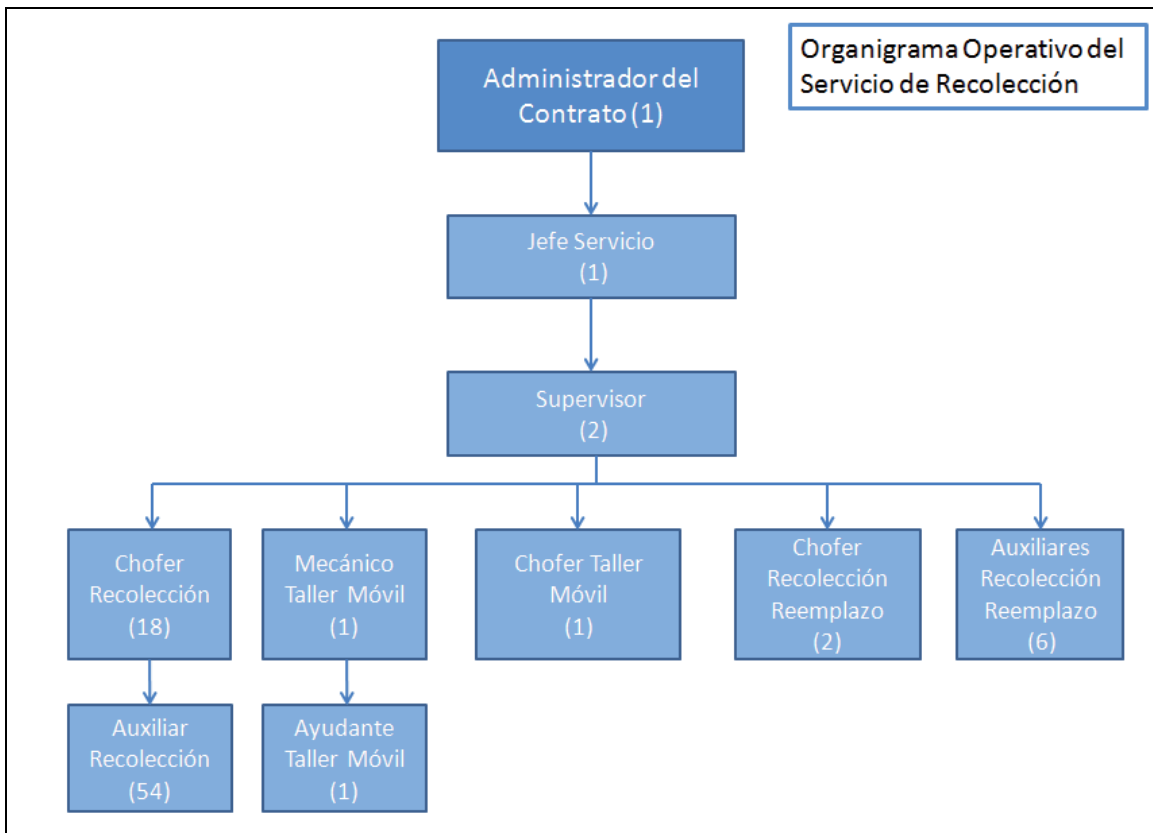 Organigrama Operativo del
Servicio de Recolección
Administrador del
Contrato (1)
Jefe Servicio
(1)
Supervisor
(2)
Chofer
Recolección
(18)
Mecánico
Taller Móvil
(1)
Chofer Taller
Móvil
(1)
Chofer
Recolección
Reemplazo
(2)
Auxiliares
Recolección
Reemplazo
(6)
Auxiliar
Recolección
(54)
Ayudante
Taller Móvil
(1)